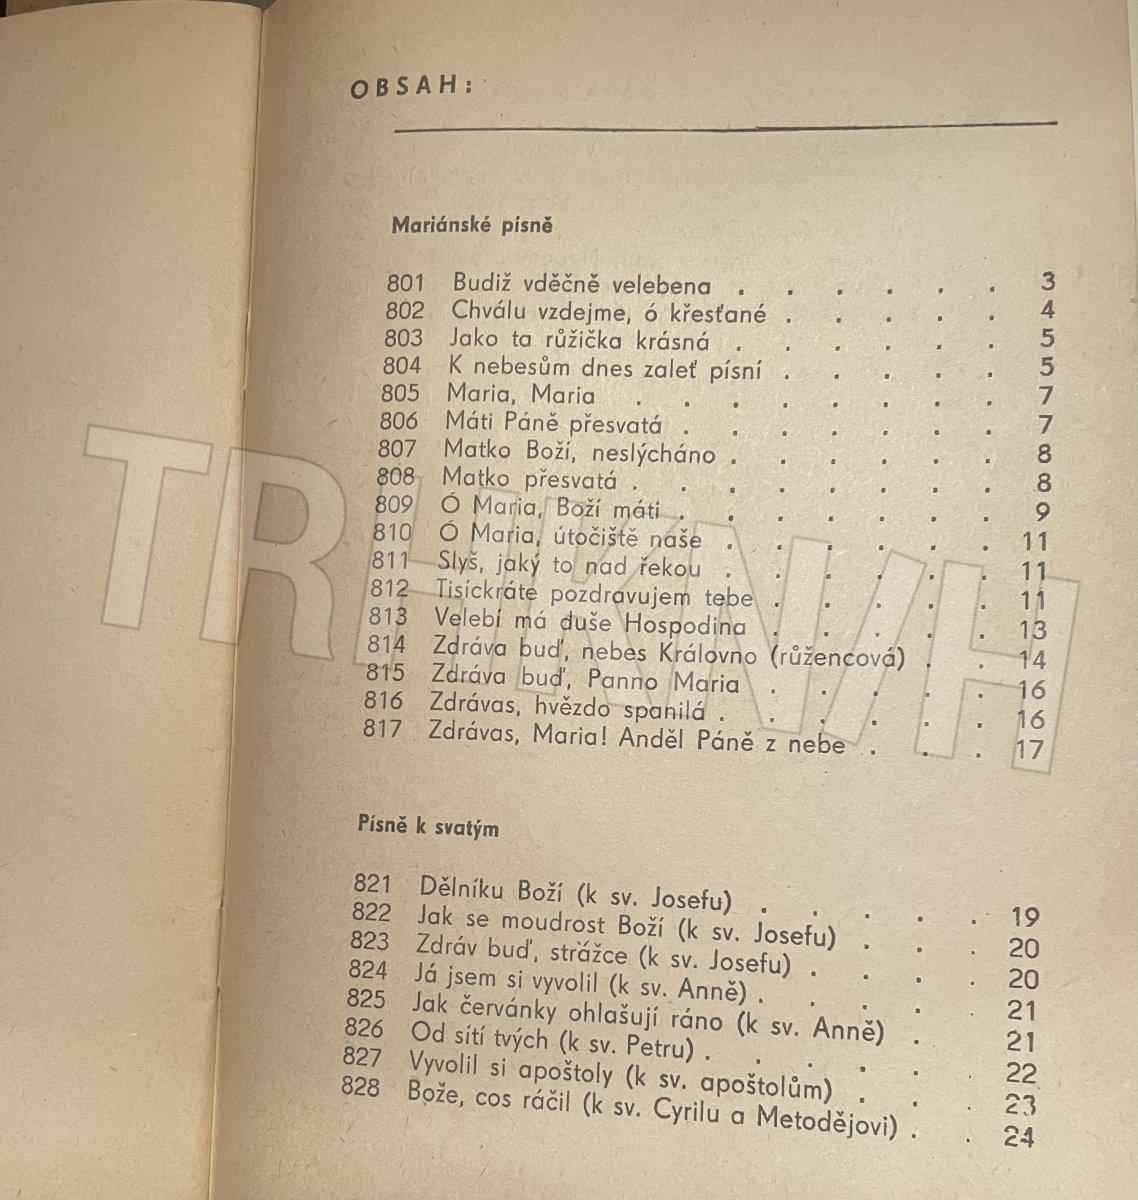 OBSAH:
Mariánské písně
801 Budiž vděčně velebena . . . . . . 3
802 Chválu vzdejme, ó křesťané . . . . . 4
803 Jako ta růžička krásná . . . . . . 5
804 K nebesům dnes zaleť písní . . . . . 5
805 Maria, Maria . . . . . . . . 7
806 Máti Páně přesvatá . . . . . . . 7
807 Matko Boží, neslýcháno . . . . . . 8
808 Matko přesvatá . . . . . . . . 8
809 Ó Maria, Boží máti . . . . . . . 9
810 Ó Maria, útočiště naše . . . . . . 11
811 Slyš, jaký to nad řekou . . . . . . 11
812 Tisíckráte pozdravujem tebe . . . . . 11
813 Velebí má duše Hospodina . . . . . 13
814 Zdráva buď, nebes Královno (růžencová) . . 14
815 Zdráva buď, Panno Maria . . . . . 16
816 Zdrávas, hvězdo spanilá . . . . . . 16
817 Zdrávas, Maria! Anděl Páně z nebe . . . 17
Písně k svatým
821 Dělníku Boží (k sv. Josefu) . . . . . 19
822 Jak se moudrost Boží (k sv. Josefu) . . . 20
823 Zdráv buď, strážce (k sv. Josefu) . . . . 20
824 Já jsem si vyvolil (k sv. Anně) . . . . 21
825 Jak červánky ohlašují ráno (k sv. Anně) . . 21
826 Od sítí tvých (k sv. Petru) . . . . . . 22
827 Vyvolil si apoštoly (k sv. apoštolům) . . . 23
828 Bože, cos ráčil (k sv. Cyrilu a Metodějovi) . . 24